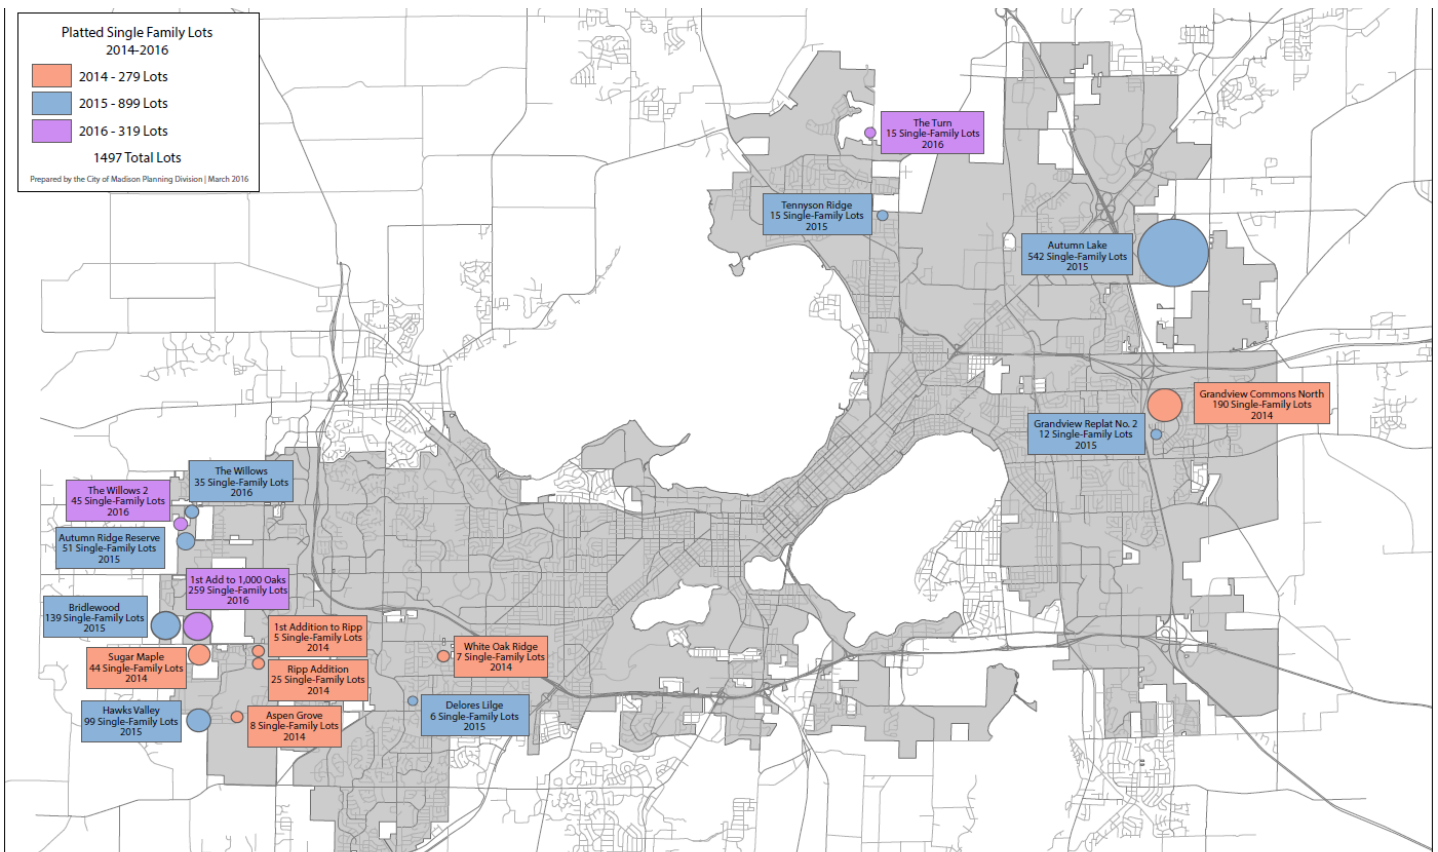 Platted Single Family Lots
2014-2016
2014 - 279 Lots
2015 - 899 Lots
2016 - 319 Lots
1497 Total Lots
Prepared by the City of Madison Planning Division | March 2016
The Turn
15 Single-Family Lots
2016
Tennyson Ridge
15 Single-Family Lots
2015
Autumn Lake
542 Single-Family Lots
2015
Grandview Commons North
190 Single-Family Lots
2014
Grandview Replat No. 2
12 Single-Family Lots
2015
The Willows
35 Single-Family Lots
2016
The Willows 2
45 Single-Family Lots
2016
Autumn Ridge Reserve
51 Single-Family Lots
2015
1st Add to 1,000 Oaks
259 Single-Family Lots
2016
Bridlewood
139 Single-Family Lots
2015
1st Addition to Ripp
5 Single-Family Lots
2014
White Oak Ridge
7 Single-Family Lots
2014
Sugar Maple
44 Single-Family Lots
2014
Ripp Addition
25 Single-Family Lots
2014
Hawks Valley
99 Single-Family Lots
2015
Aspen Grove
8 Single-Family Lots
2014
Delores Lilge
6 Single-Family Lots
2015